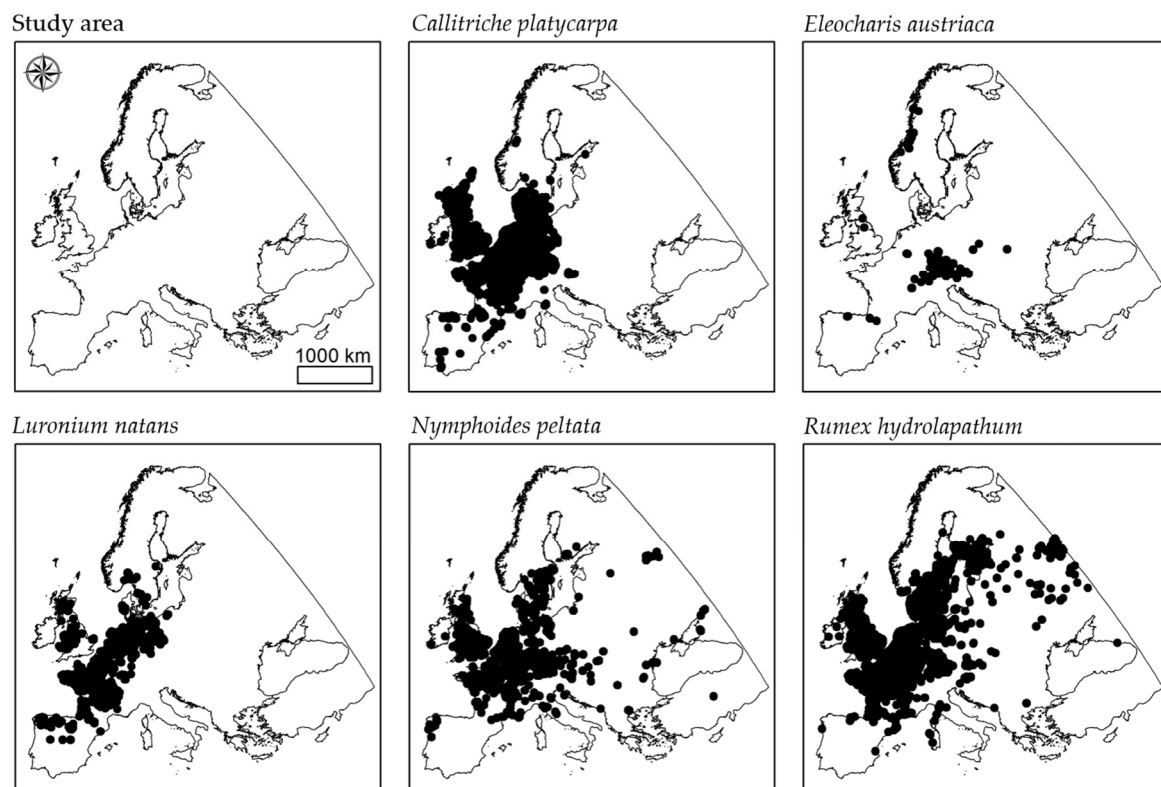 Study area
Callitriche platycarpa
Eleocharis austriaca
1000 km
Luronium natans
Nymphoides peltata
Rumex hydrolapathum